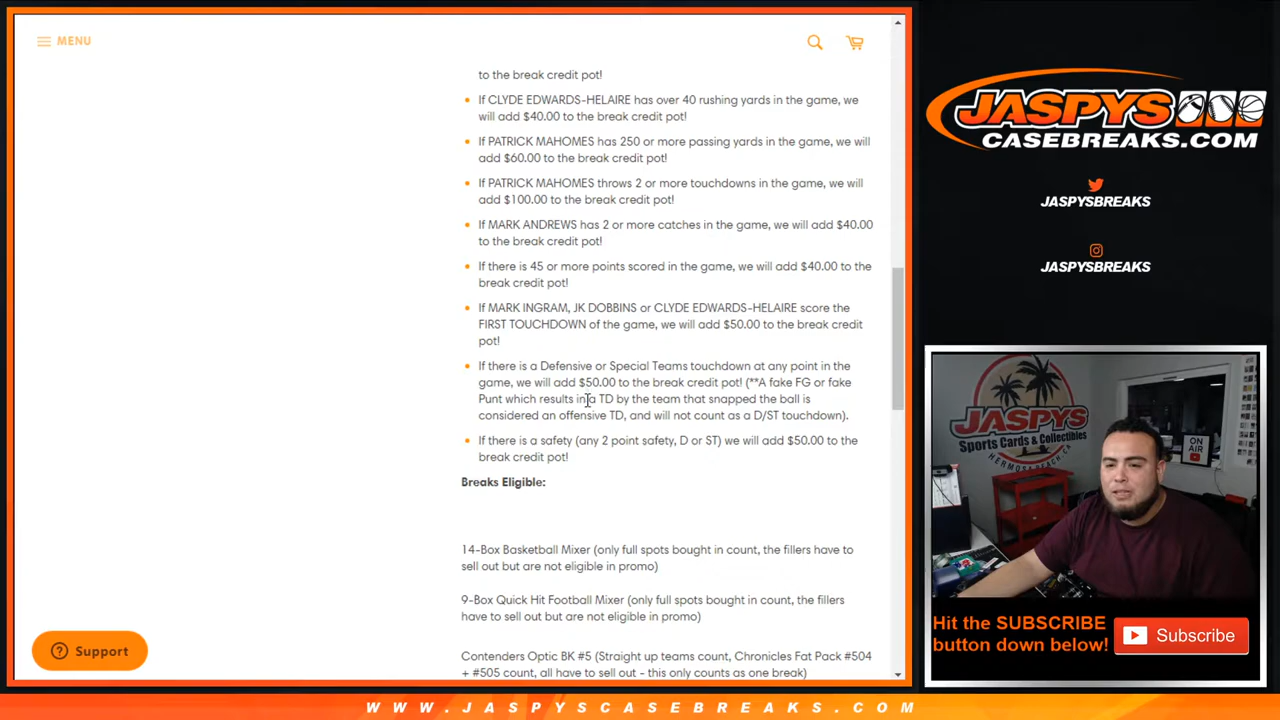 MENU
to the break credit pot!
If CLYDE EDWARDS-HELAIRE has over 40 rushing yards in the game, we
will add $40.00 to the break credit pot!
If PATRICK MAHOMES has 250 or more passing yards in the game, we will
add $60.00 to the break credit pot!
If PATRICK MAHOMES throws 2 or more touchdowns in the game, we will
add $100.00 to the break credit pot!
If MARK ANDREWS has 2 or more catches in the game, we will add $40.00
to the break credit pot!
If there is 45 or more points scored in the game, we will add $40.00 to the
break credit pot!
If MARK INGRAM, JK DOBBINS or CLYDE EDWARDS-HELAIRE score the
FIRST TOUCHDOWN of the game, we will add $50.00 to the break credit
pot!
If there is a Defensive or Special Teams touchdown at any point in the
game, we will add $50.00 to the break credit pot! (**A fake FG or fake
Punt which results in a TD by the team that snapped the ball is
considered an offensive TD, and will not count as a D/ST touchdown).
If there is a safety (any 2 point safety, D or ST) we will add $50.00 to the
break credit pot!
Breaks Eligible:
14-Box Basketball Mixer (only full spots bought in count, the fillers have to
sell out but are not eligible in promo)
9-Box Quick Hit Football Mixer (only full spots bought in count, the fillers
have to sell out but are not eligible in promo)
Contenders Optic BK #5 (Straight up teams count, Chronicles Fat Pack #504
+ #505 count, all have to sell out - this only counts as one break)
Support
JASPYS
CASEBREAKS.COM
JASPYSBREAKS
JASPYSBREAKS
JASPYS
Sports Cards & Collectibles
HERMOSA BEACH, CA
ON AIR
Hit the SUBSCRIBE
button down below!
Subscribe
WWW.JASPYSCASEBREAKS.COM